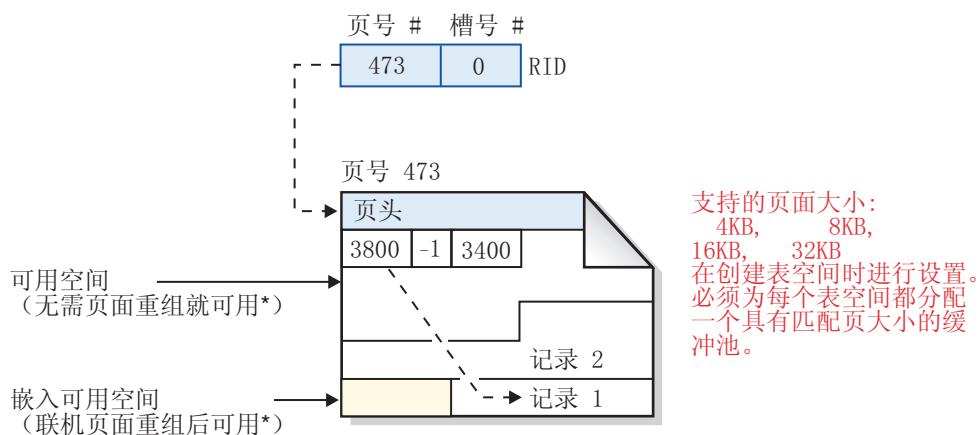 页号 # 槽号 #
473 0 RID
页号 473
页头
3800 -1 3400
可用空间
（无需页面重组就可用*）
记录 2
嵌入可用空间
（联机页面重组后可用*）
记录 1
支持的页面大小:
4KB, 8KB,
16KB, 32KB
在创建表空间时进行设置。
必须为每个表空间都分配
一个具有匹配页大小的缓
冲池。